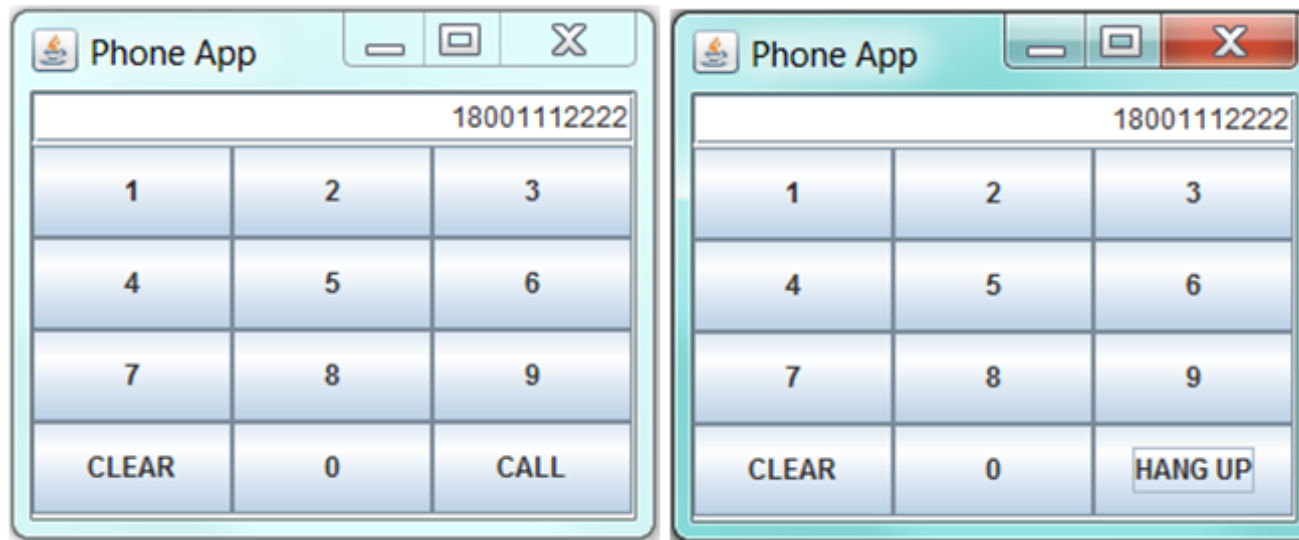 Phone App
18001112222
1 2 3
4 5 6
7 8 9
CLEAR 0 CALL
Phone App
18001112222
1 2 3
4 5 6
7 8 9
CLEAR 0 HANG UP